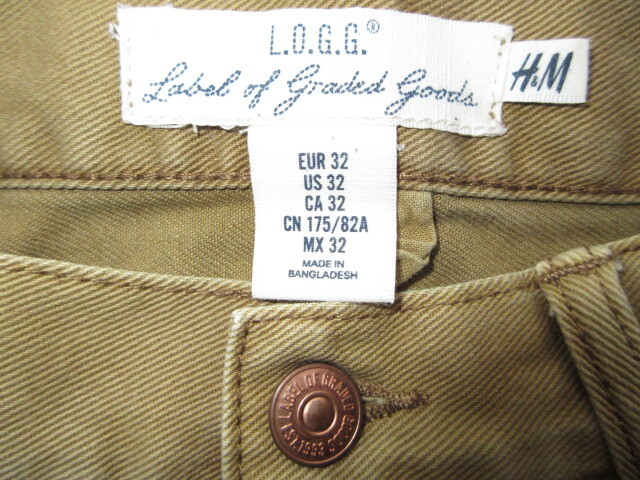 L.O.G.G.®
Label of Graded Goods
H&M
EUR 32
US 32
CA 32
CN 175/82A
MX 32
MADE IN
BANGLADESH
LABEL OF GRADED